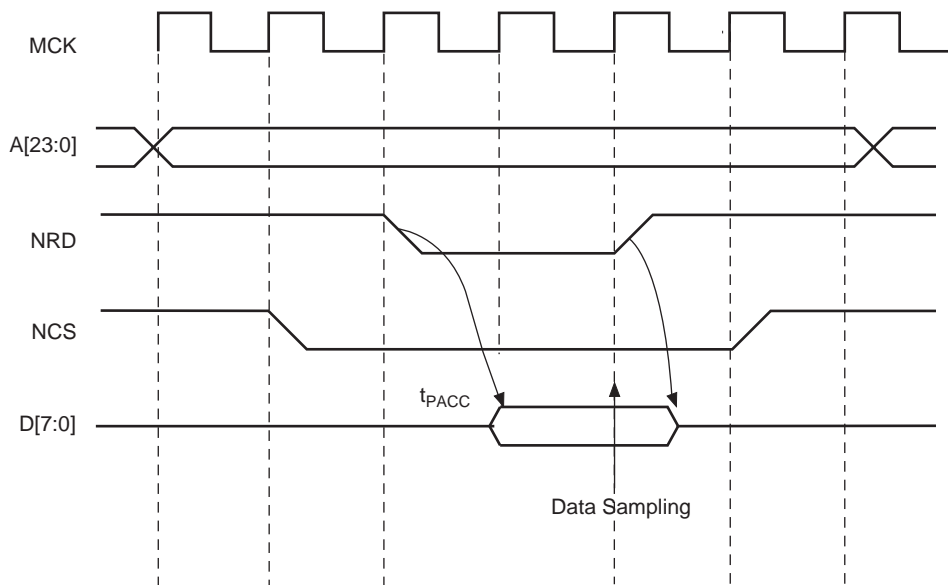 MCK
A[23:0]
NRD
NCS
tPACC
D[7:0]
Data Sampling